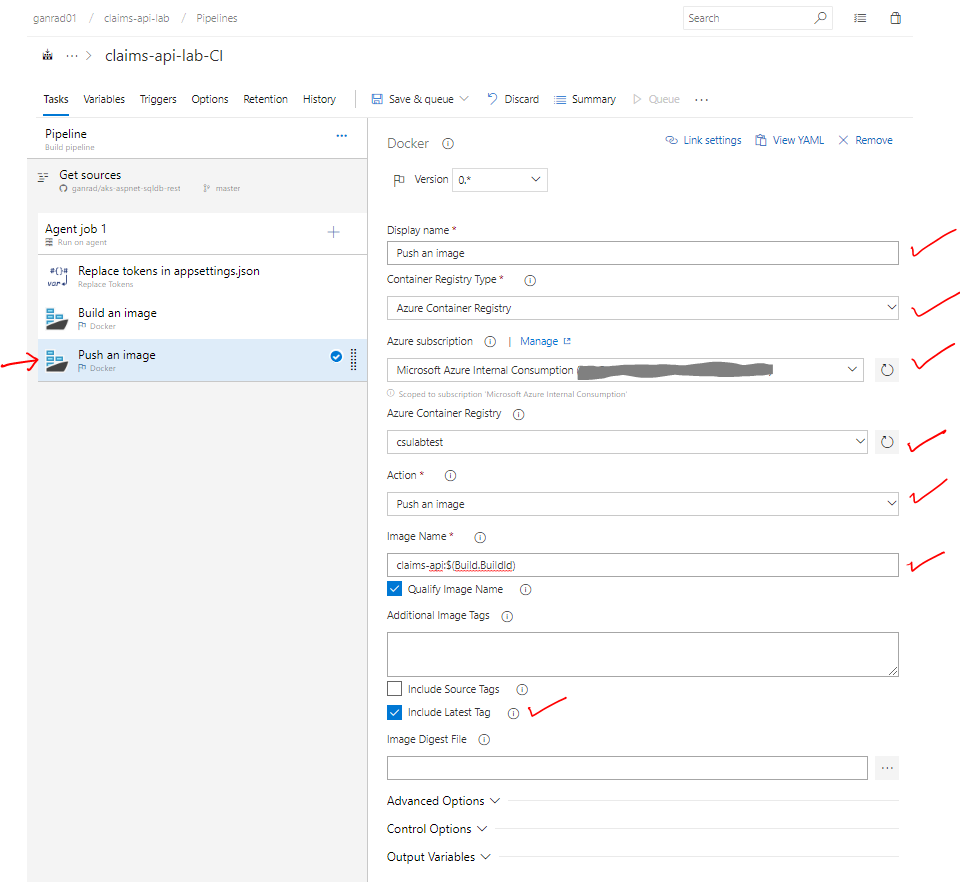 ganrad01 / claims-api-lab / Pipelines
Search
··· > claims-api-lab-CI
Tasks Variables Triggers Options Retention History
Save & queue Discard Summary Queue ···
Pipeline ···
Build pipeline
Get sources
ganrad/aks-aspnet-sqldb-rest master
Agent job 1 +
Run on agent
#{}# var Replace tokens in appsettings.json
Replace Tokens
Build an image
Docker
Push an image
Docker
Docker
Link settings View YAML Remove
Version 0.*
Display name *
Push an image
Container Registry Type *
Azure Container Registry
Azure subscription | Manage
Microsoft Azure Internal Consumption (
Scoped to subscription 'Microsoft Azure Internal Consumption'
Azure Container Registry
csulabtest
Action *
Push an image
Image Name *
claims-api:$(Build.BuildId)
Qualify Image Name
Additional Image Tags
Include Source Tags
Include Latest Tag
Image Digest File
···
Advanced Options
Control Options
Output Variables